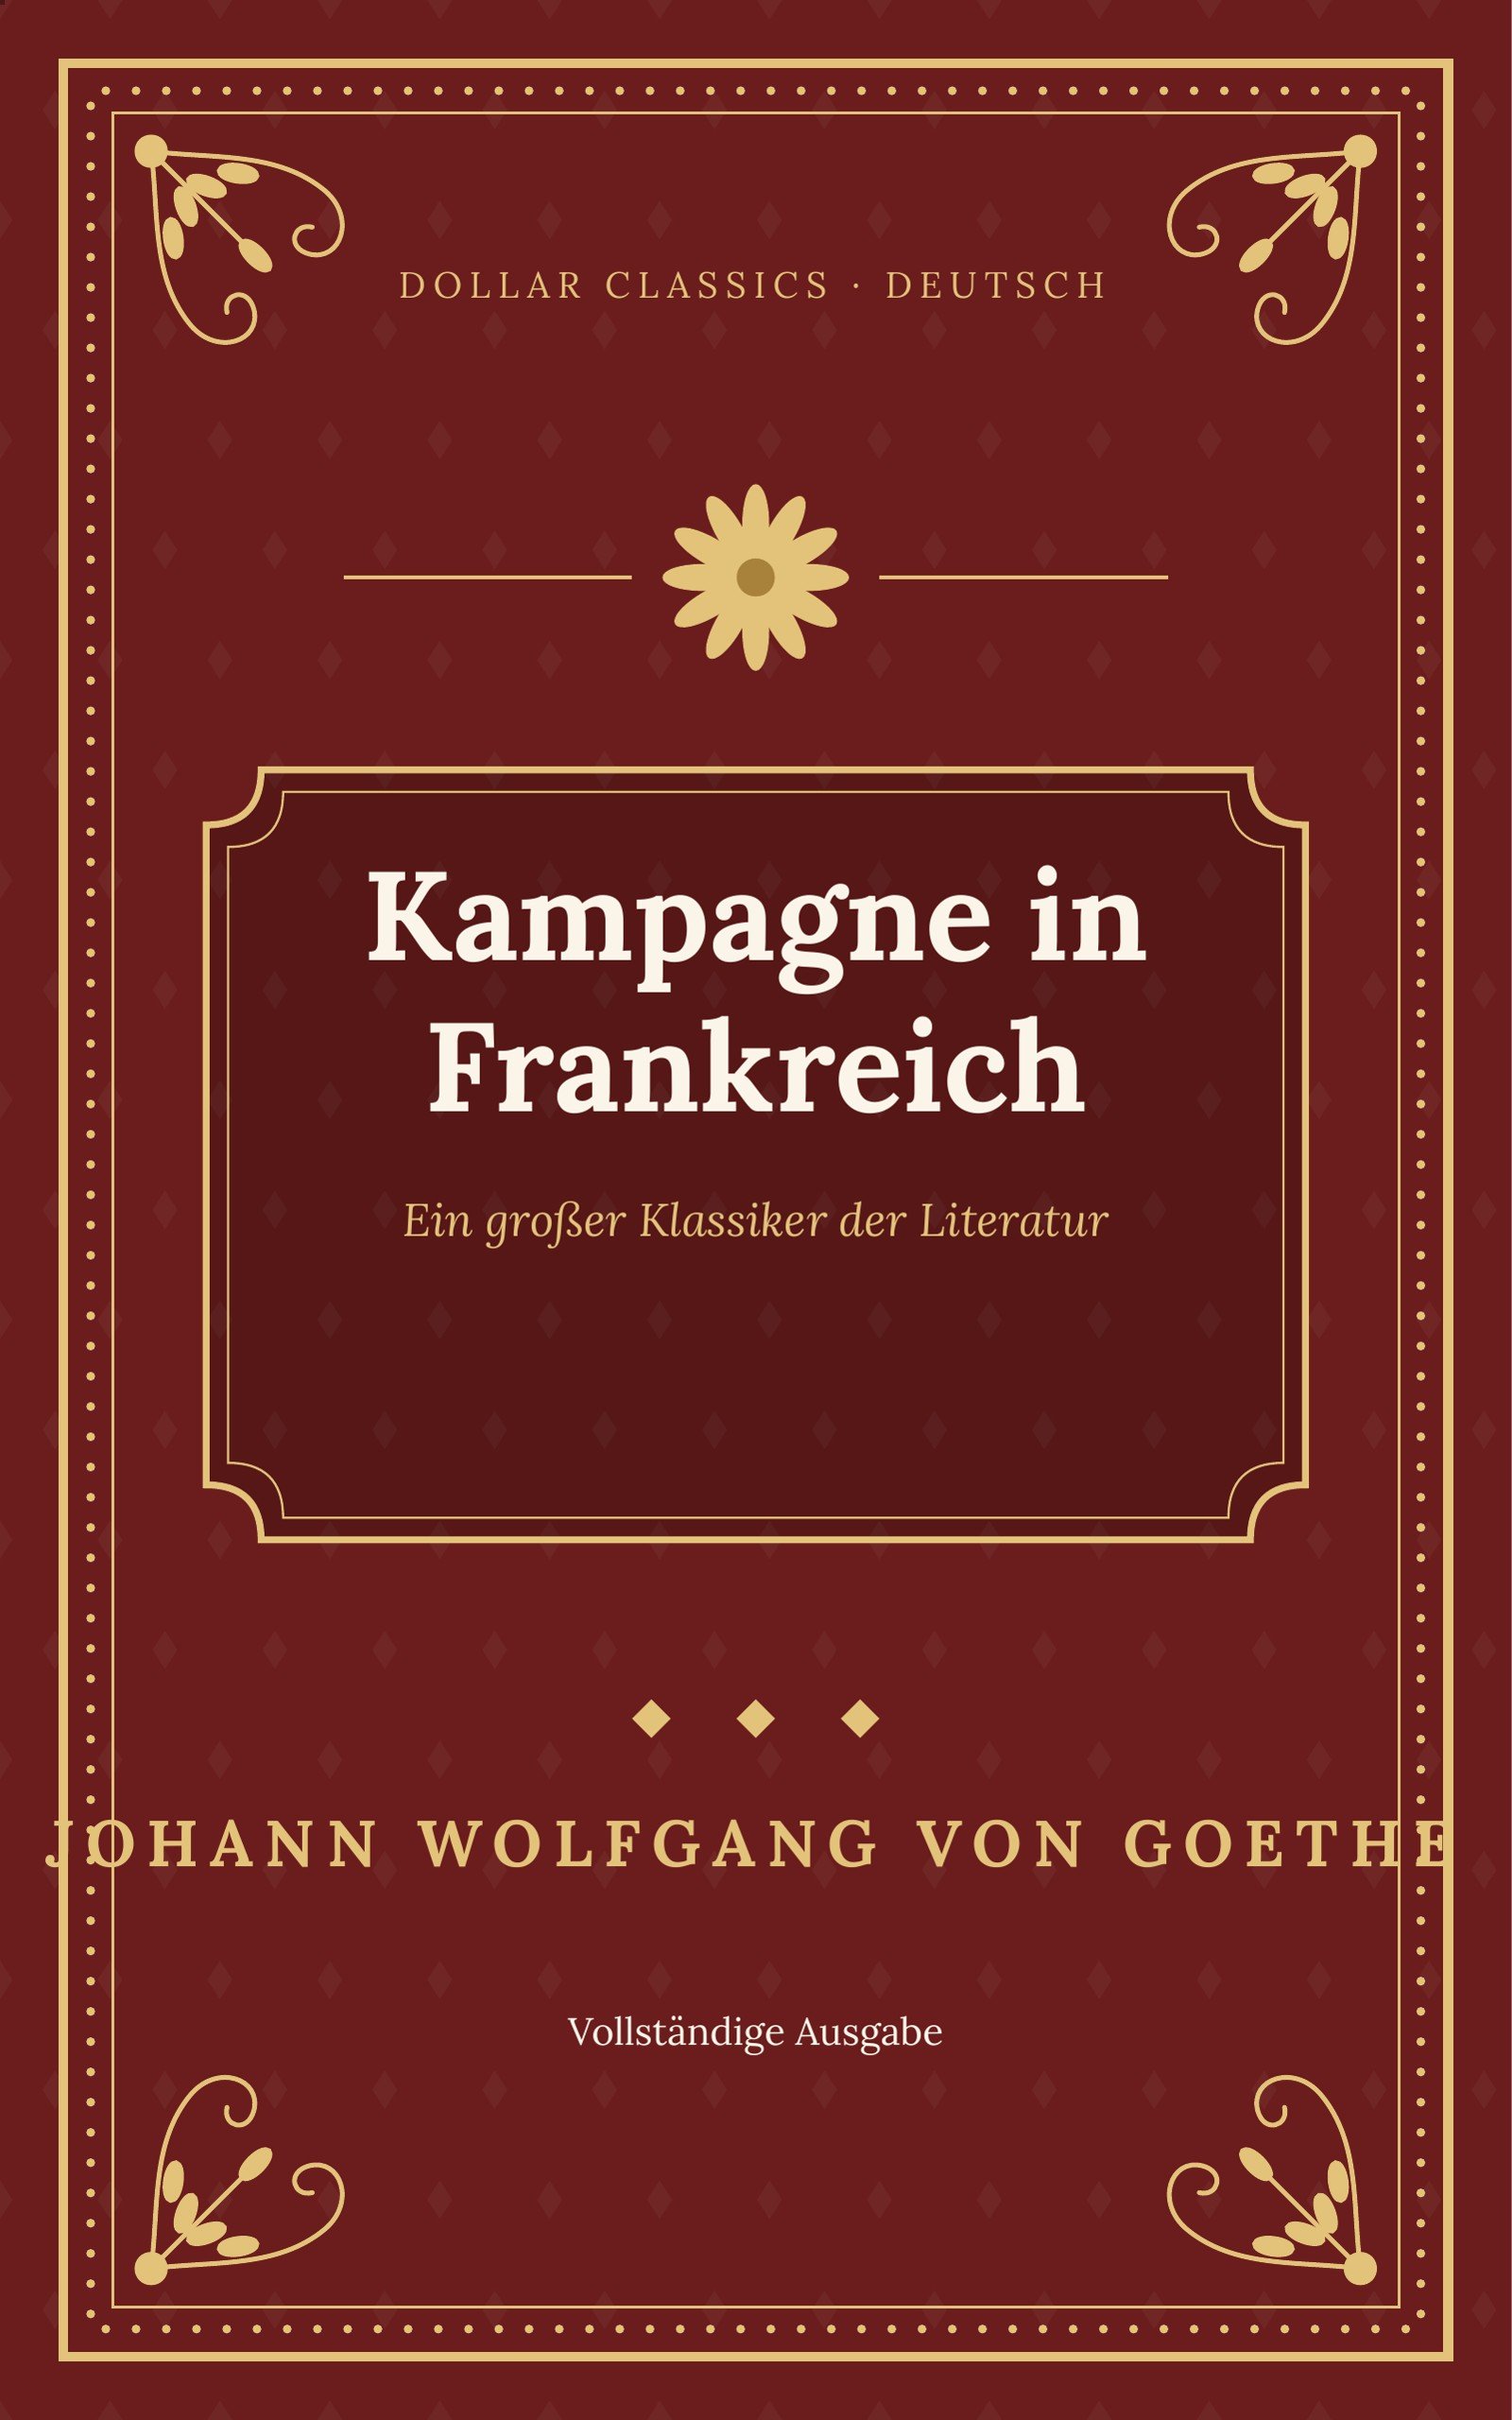 DOLLAR CLASSICS · DEUTSCH
Kampagne in
Frankreich
Ein großer Klassiker der Literatur
JOHANN WOLFGANG VON GOETHE
Vollständige Ausgabe